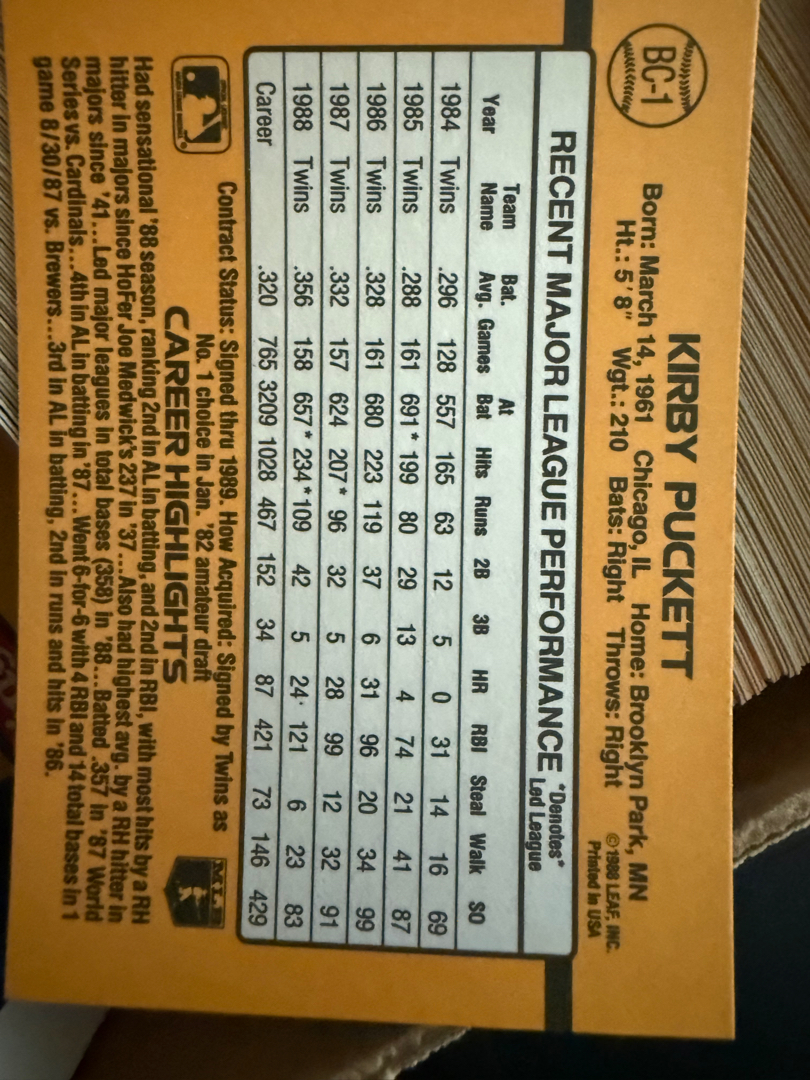 BC-1
KIRBY PUCKETT
Born: March 14, 1961 Chicago, IL Home: Brooklyn Park, MN
Ht.: 5'8" Wgt.: 210 Bats: Right Throws: Right
©1988 LEAF, INC.
Printed in USA
RECENT MAJOR LEAGUE PERFORMANCE *Denotes* Led League
Year Team Name Bat. Avg. Games At Bat Hits Runs 2B 3B HR RBI Steal Walk SO
1984 Twins .296 128 557 165 63 12 5 0 31 14 16 69
1985 Twins .288 161 691* 199 80 29 13 4 74 21 41 87
1986 Twins .328 161 680 223 119 37 6 31 96 20 34 99
1987 Twins .332 157 624 207* 96 32 5 28 99 12 32 91
1988 Twins .356 158 657* 234* 109 42 5 24 121 6 23 83
Career .320 765 3209 1028 467 152 34 87 421 73 146 429
Contract Status: Signed thru 1989. How Acquired: Signed by Twins as
No. 1 choice in Jan. '82 amateur draft
MLB
CAREER HIGHLIGHTS
Had sensational '88 season, ranking 2nd in AL in batting, and 2nd in RBI, with most hits by a RH
hitter in majors since HoFer Joe Medwick's 237 in '37...Also had highest avg. by a RH hitter in
majors since '41...Led major leagues in total bases (358) in '88...Batted .357 in '87 World
Series vs. Cardinals...4th in AL in batting in '87...Went 6-for-6 with 4 RBI and 14 total bases in 1
game 8/30/87 vs. Brewers...3rd in AL in batting, 2nd in runs and hits in '86.